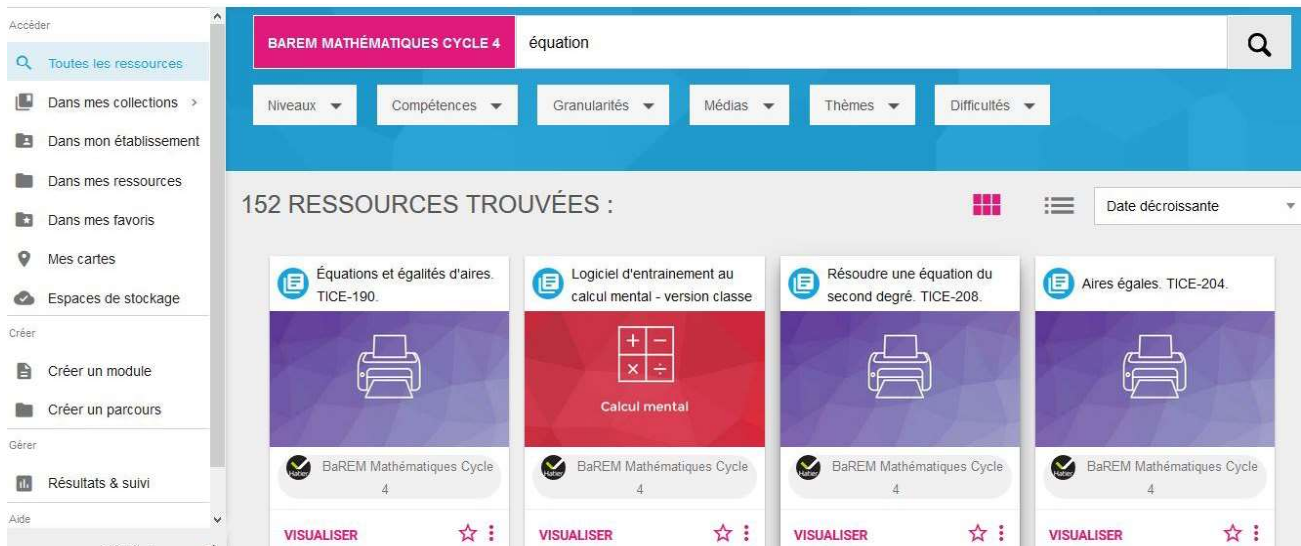 Accéder
Toutes les ressources
Dans mes collections
Dans mon établissement
Dans mes ressources
Dans mes favoris
Mes cartes
Espaces de stockage
Créer
Créer un module
Créer un parcours
Gérer
Résultats & suivi
Aide
BAREM MATHÉMATIQUES CYCLE 4
équation
Niveaux
Compétences
Granularités
Médias
Thèmes
Difficultés
152 RESSOURCES TROUVÉES :
Date décroissante
Équations et égalités d'aires.
TICE-190.
Hatier
BaREM Mathématiques Cycle
4
VISUALISER
Logiciel d'entrainement au
calcul mental - version classe
+ −
× ÷
Calcul mental
Hatier
BaREM Mathématiques Cycle
4
VISUALISER
Résoudre une équation du
second degré. TICE-208.
Hatier
BaREM Mathématiques Cycle
4
VISUALISER
Aires égales. TICE-204.
Hatier
BaREM Mathématiques Cycle
4
VISUALISER